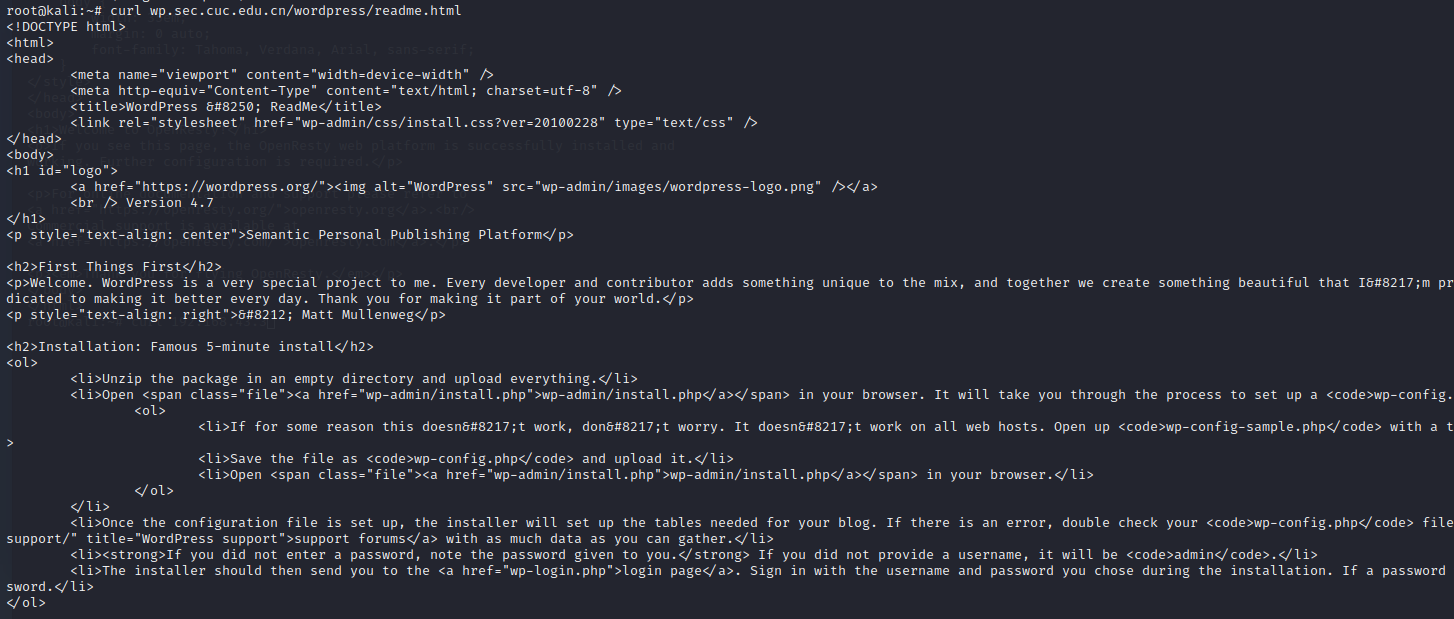 root@kali:~# curl wp.sec.cuc.edu.cn/wordpress/readme.html
<!DOCTYPE html>
<html>
<head>
        <meta name="viewport" content="width=device-width" />
        <meta http-equiv="Content-Type" content="text/html; charset=utf-8" />
        <title>WordPress &#8250; ReadMe</title>
        <link rel="stylesheet" href="wp-admin/css/install.css?ver=20100228" type="text/css" />
</head>
<body>
<h1 id="logo">
        <a href="https://wordpress.org/"><img alt="WordPress" src="wp-admin/images/wordpress-logo.png" /></a>
        <br /> Version 4.7
</h1>
<p style="text-align: center">Semantic Personal Publishing Platform</p>

<h2>First Things First</h2>
<p>Welcome. WordPress is a very special project to me. Every developer and contributor adds something unique to the mix, and together we create something beautiful that I&#8217;m pr
dicated to making it better every day. Thank you for making it part of your world.</p>
<p style="text-align: right">&#8212; Matt Mullenweg</p>

<h2>Installation: Famous 5-minute install</h2>
<ol>
        <li>Unzip the package in an empty directory and upload everything.</li>
        <li>Open <span class="file"><a href="wp-admin/install.php">wp-admin/install.php</a></span> in your browser. It will take you through the process to set up a <code>wp-config.
                <ol>
                        <li>If for some reason this doesn&#8217;t work, don&#8217;t worry. It doesn&#8217;t work on all web hosts. Open up <code>wp-config-sample.php</code> with a t
>
                        <li>Save the file as <code>wp-config.php</code> and upload it.</li>
                        <li>Open <span class="file"><a href="wp-admin/install.php">wp-admin/install.php</a></span> in your browser.</li>
                </ol>
        </li>
        <li>Once the configuration file is set up, the installer will set up the tables needed for your blog. If there is an error, double check your <code>wp-config.php</code> file
support/" title="WordPress support">support forums</a> with as much data as you can gather.</li>
        <li><strong>If you did not enter a password, note the password given to you.</strong> If you did not provide a username, it will be <code>admin</code>.</li>
        <li>The installer should then send you to the <a href="wp-login.php">login page</a>. Sign in with the username and password you chose during the installation. If a password
sword.</li>
</ol>